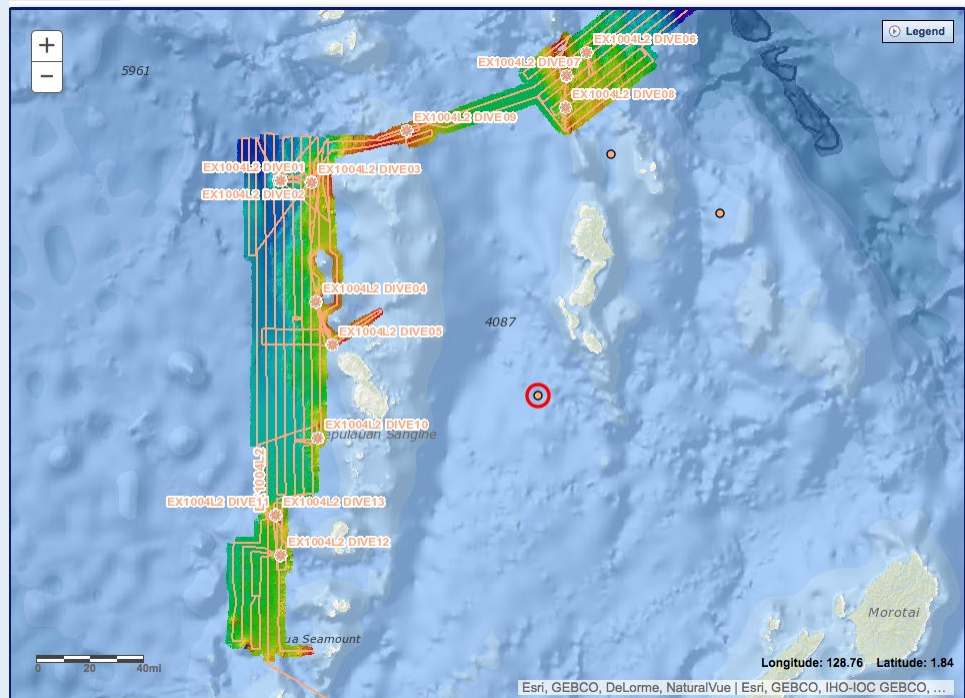 +
−
5961
Legend
EX1004L2 DIVE06
EX1004L2 DIVE07
EX1004L2 DIVE08
EX1004L2 DIVE09
EX1004L2 DIVE01
EX1004L2 DIVE03
EX1004L2 DIVE02
EX1004L2 DIVE04
4087
EX1004L2 DIVE05
EX1004L2 DIVE10
epulauan Sangihe
EX1004L2
EX1004L2 DIVE11
EX1004L2 DIVE13
EX1004L2 DIVE12
Morotai
ua Seamount
0 20 40mi
Longitude: 128.76 Latitude: 1.84
Esri, GEBCO, DeLorme, NaturalVue | Esri, GEBCO, IHO-IOC GEBCO, ...